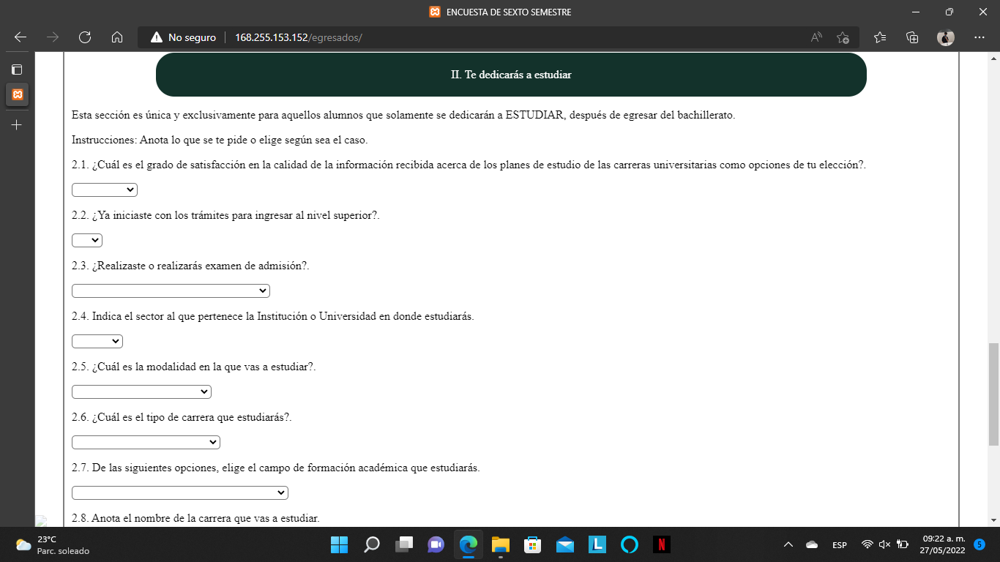 ENCUESTA DE SEXTO SEMESTRE
No seguro
168.255.153.152/egresados/
II. Te dedicarás a estudiar
Esta sección es única y exclusivamente para aquellos alumnos que solamente se dedicarán a ESTUDIAR, después de egresar del bachillerato.
Instrucciones: Anota lo que se te pide o elige según sea el caso.
2.1. ¿Cuál es el grado de satisfacción en la calidad de la información recibida acerca de los planes de estudio de las carreras universitarias como opciones de tu elección?.
2.2. ¿Ya iniciaste con los trámites para ingresar al nivel superior?.
2.3. ¿Realizaste o realizarás examen de admisión?.
2.4. Indica el sector al que pertenece la Institución o Universidad en donde estudiarás.
2.5. ¿Cuál es la modalidad en la que vas a estudiar?.
2.6. ¿Cuál es el tipo de carrera que estudiarás?.
2.7. De las siguientes opciones, elige el campo de formación académica que estudiarás.
2.8. Anota el nombre de la carrera que vas a estudiar.
23°C
Parc. soleado
L
N
ESP
09:22 a. m.
27/05/2022
5